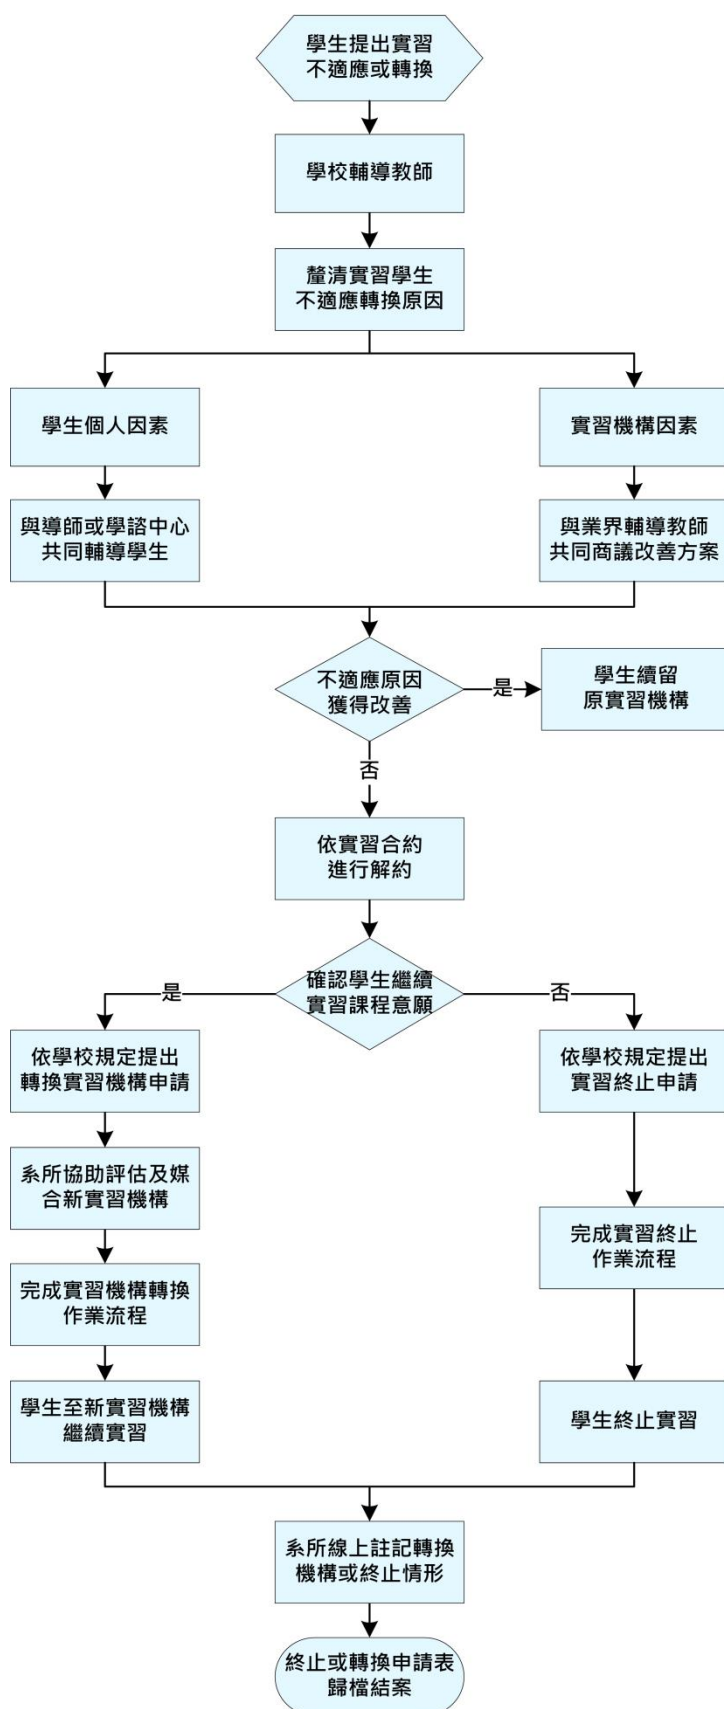 學生提出實習
不適應或轉換
學校輔導教師
釐清實習學生
不適應轉換原因
學生個人因素
實習機構因素
與導師或學諮中心
共同輔導學生
與業界輔導教師
共同商議改善方案
不適應原因
獲得改善
是
學生續留
原實習機構
否
依實習合約
進行解約
確認學生繼續
實習課程意願
是
否
依學校規定提出
轉換實習機構申請
依學校規定提出
實習終止申請
系所協助評估及媒
合新實習機構
完成實習終止
作業流程
完成實習機構轉換
作業流程
學生至新實習機構
繼續實習
學生終止實習
系所線上註記轉換
機構或終止情形
終止或轉換申請表
歸檔結案